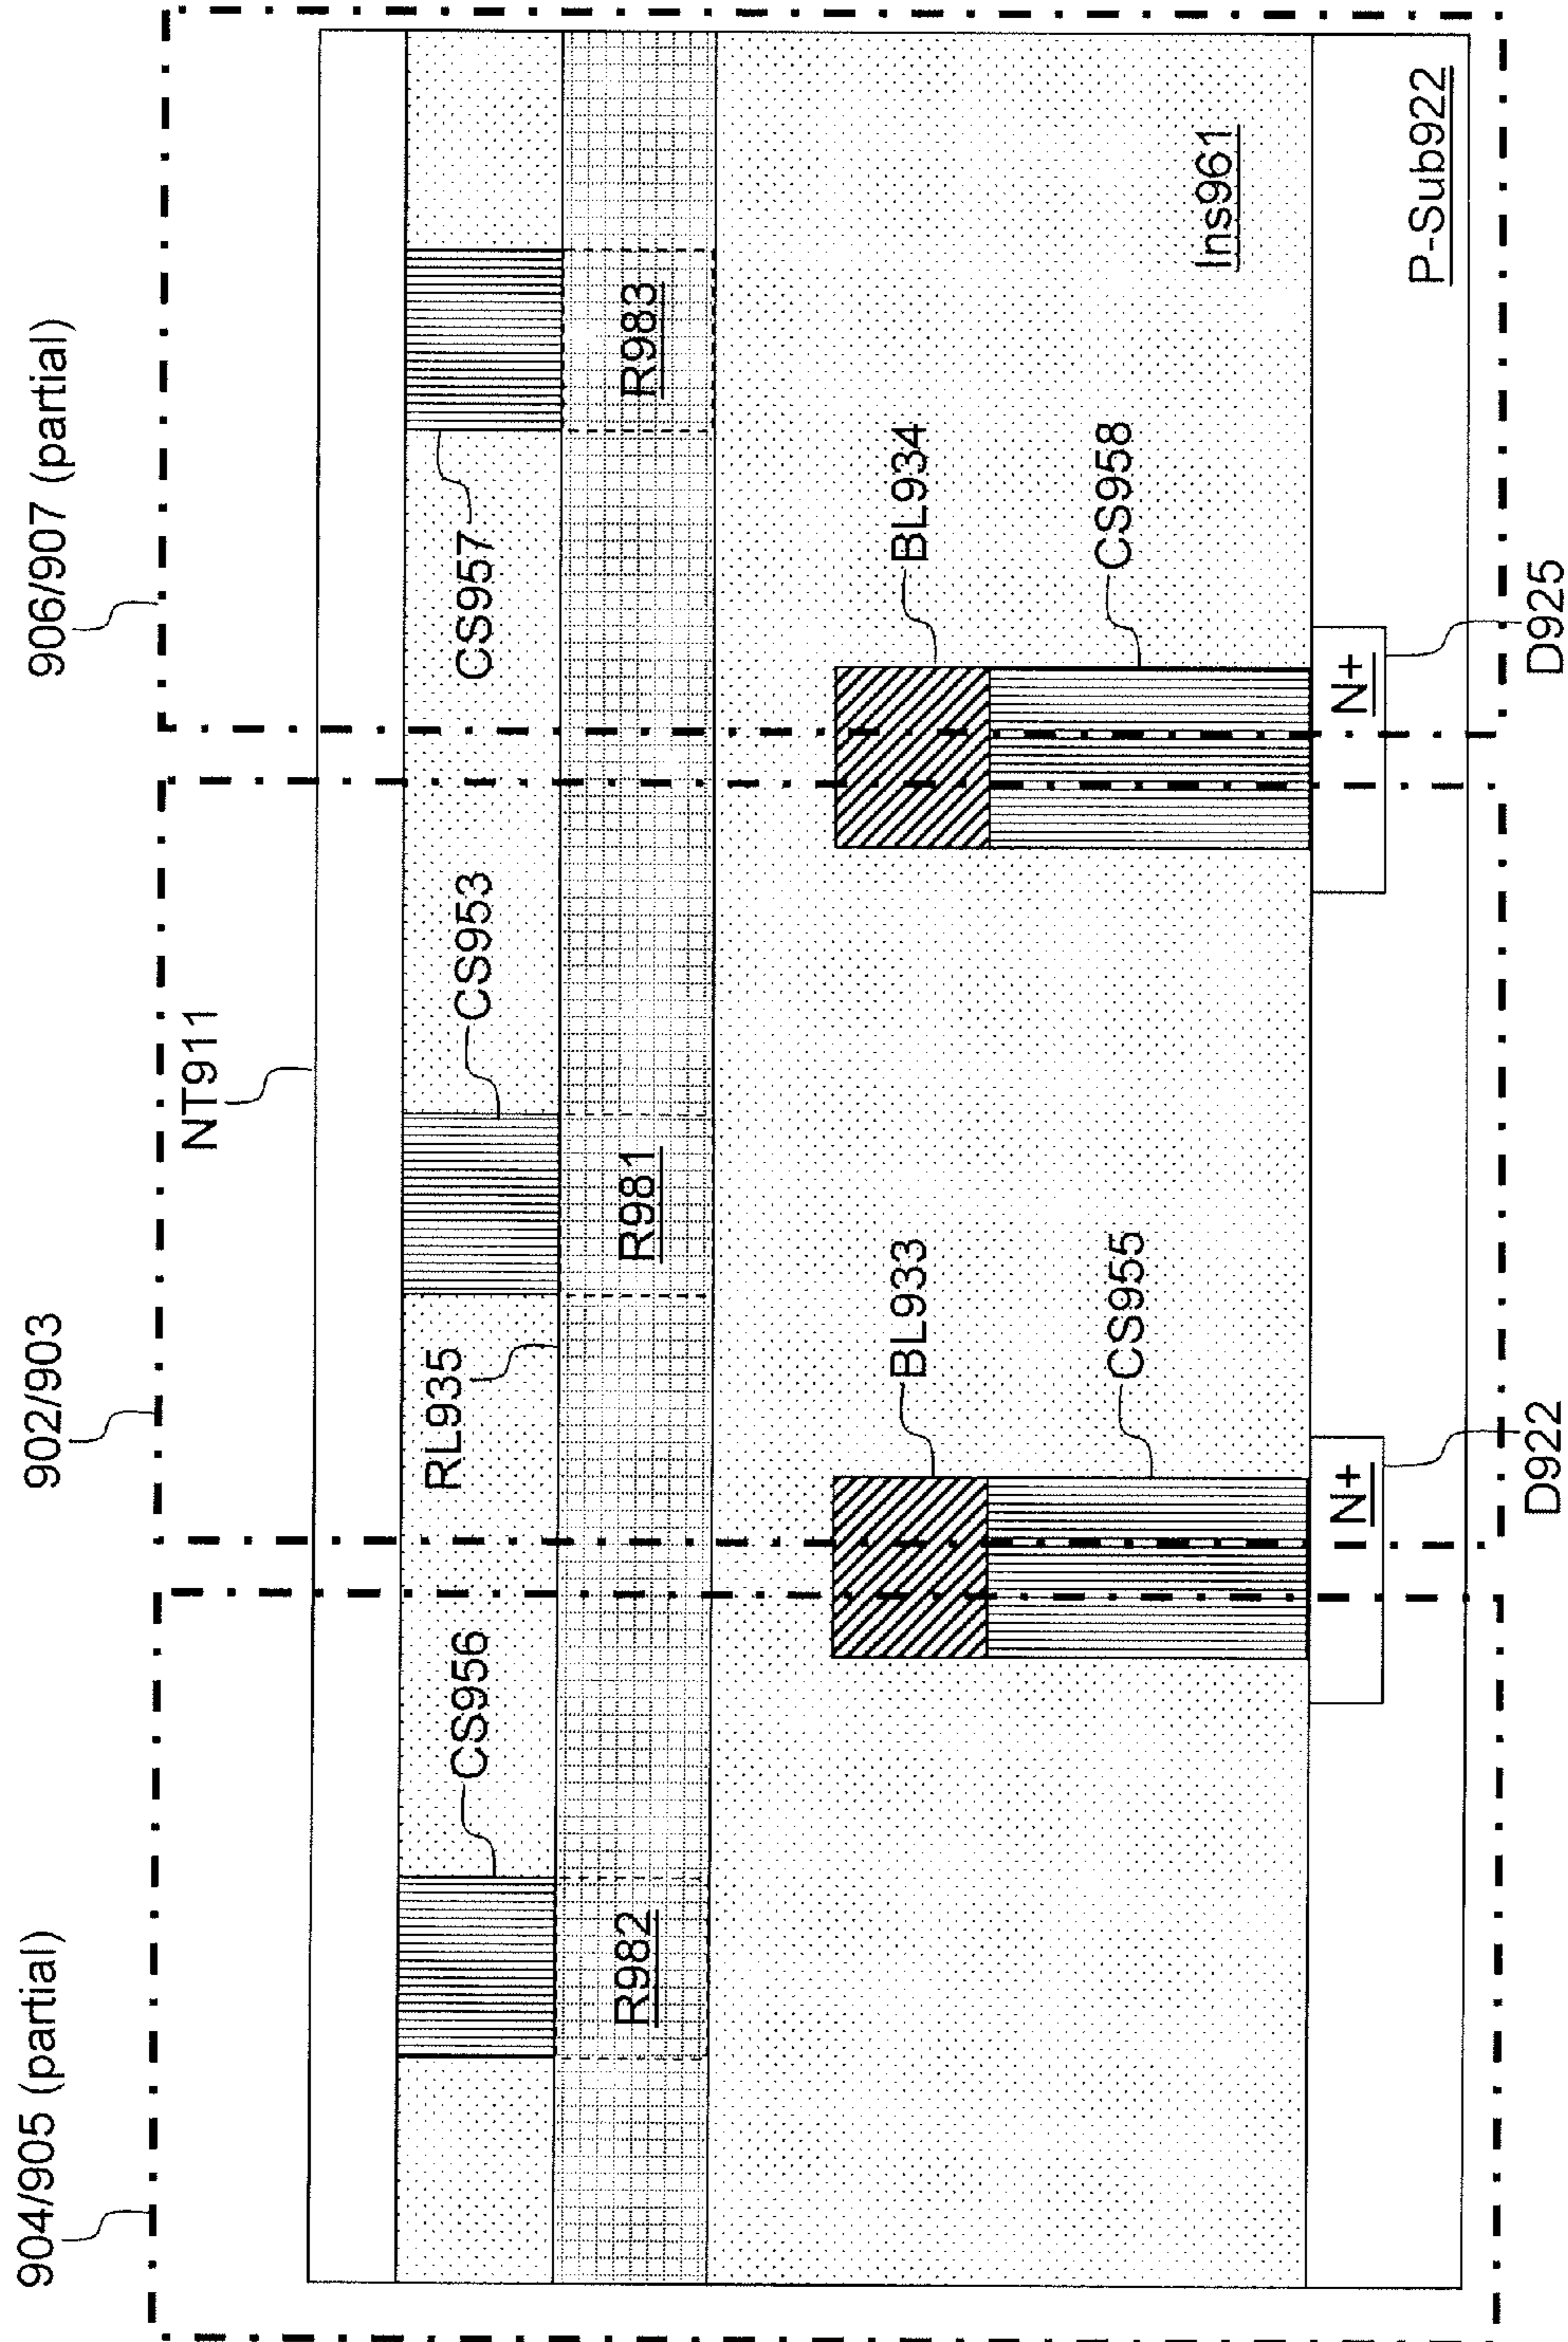 904/905 (partial)
902/903
906/907 (partial)
NT911
CS956
RL935
CS953
CS957
R982
R981
R983
BL933
BL934
CS955
CS958
Ins961
N+
N+
P-Sub922
D922
D925